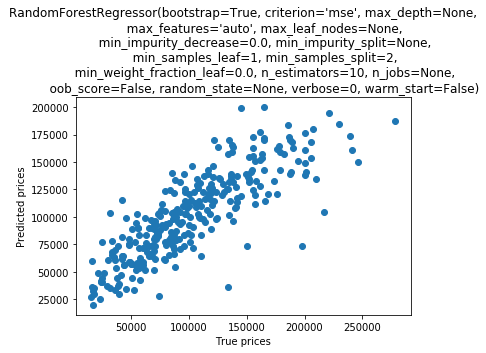 RandomForestRegressor(bootstrap=True, criterion='mse', max_depth=None,
max_features='auto', max_leaf_nodes=None,
min_impurity_decrease=0.0, min_impurity_split=None,
min_samples_leaf=1, min_samples_split=2,
min_weight_fraction_leaf=0.0, n_estimators=10, n_jobs=None,
oob_score=False, random_state=None, verbose=0, warm_start=False)
200000
175000
150000
125000
100000
75000
50000
25000
Predicted prices
50000 100000 150000 200000 250000
True prices